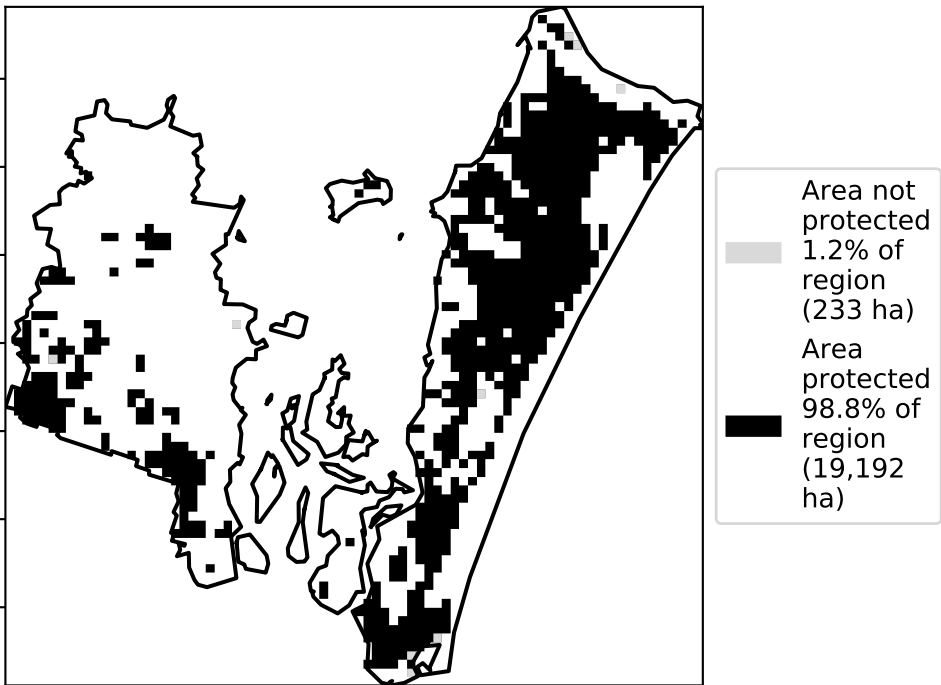 Area not
protected
1.2% of
region
(233 ha)
Area
protected
98.8% of
region
(19,192
ha)